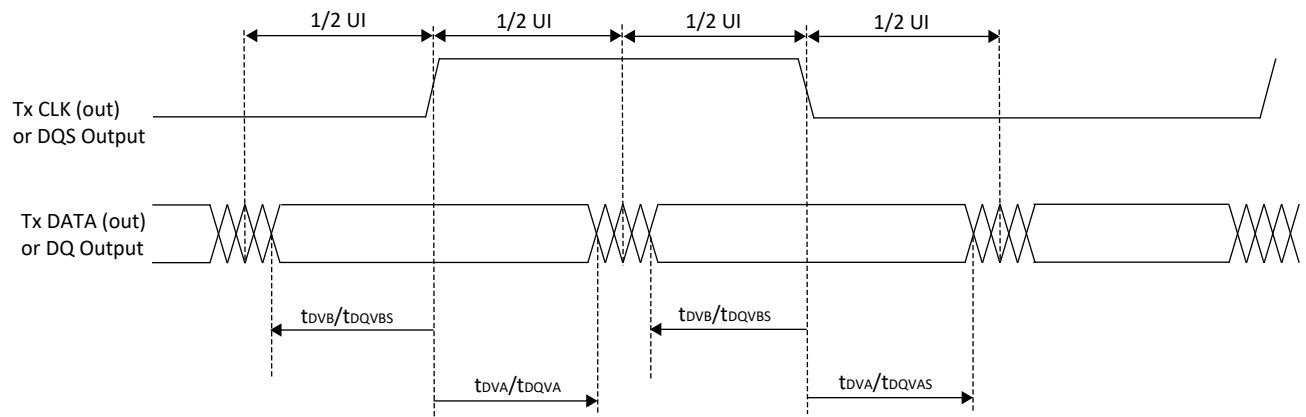 1/2 UI
1/2 UI
1/2 UI
1/2 UI
Tx CLK (out)
or DQS Output
Tx DATA (out)
or DQ Output
tDVB/tDQVBS
tDVB/tDQVBS
tDVA/tDQVA
tDVA/tDQVAS